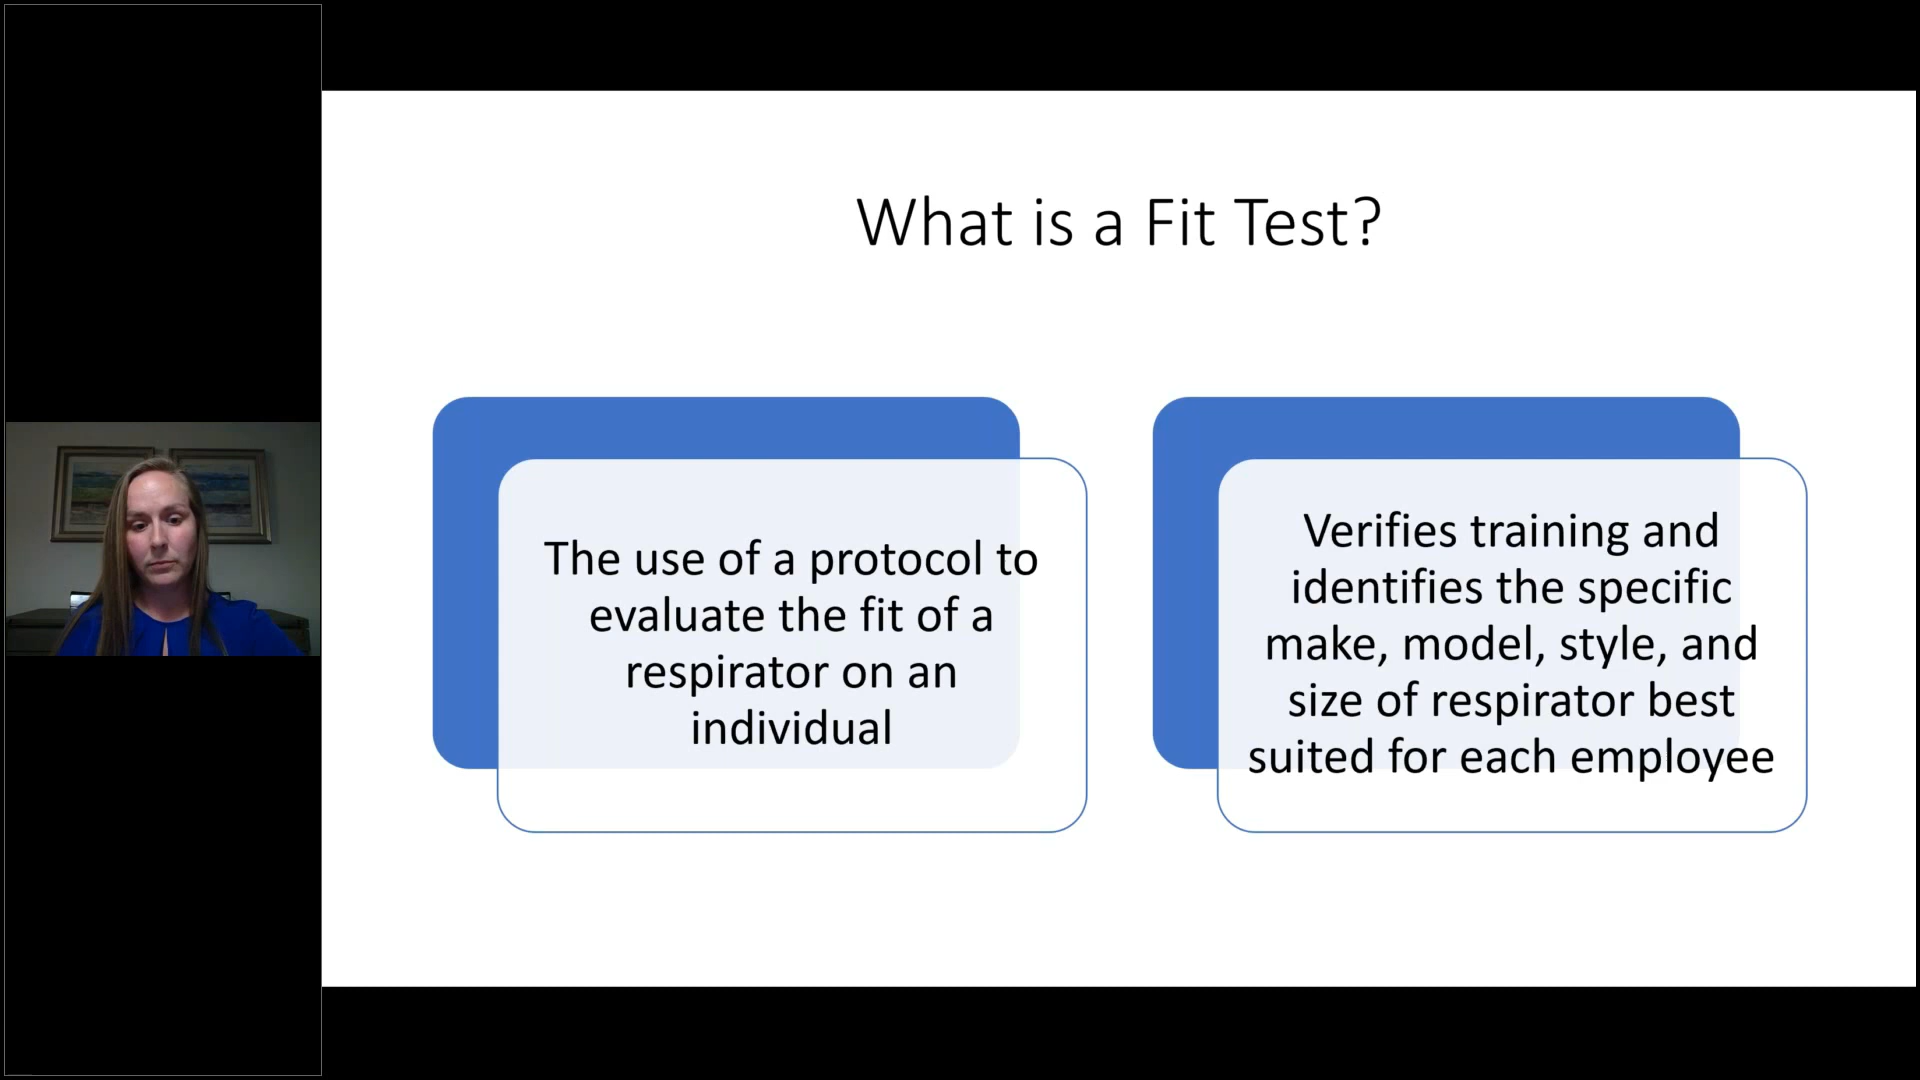 What is a Fit Test?
The use of a protocol to
evaluate the fit of a
respirator on an
individual
Verifies training and
identifies the specific
make, model, style, and
size of respirator best
suited for each employee